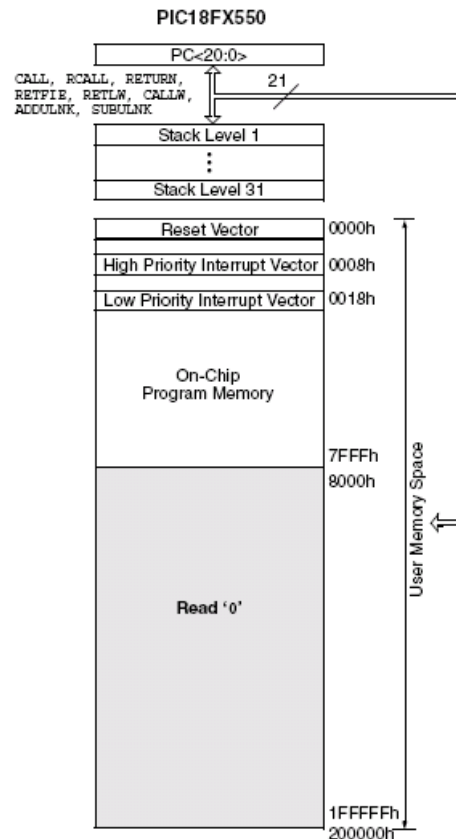 PIC18FX550
PC<20:0>
CALL, RCALL, RETURN,
RETFIE, RETLW, CALLW,
ADDULNK, SUBULNK
21
Stack Level 1
Stack Level 31
Reset Vector
0000h
High Priority Interrupt Vector
0008h
Low Priority Interrupt Vector
0018h
On-Chip
Program Memory
7FFFh
8000h
User Memory Space
Read ‘0’
1FFFFFh
200000h